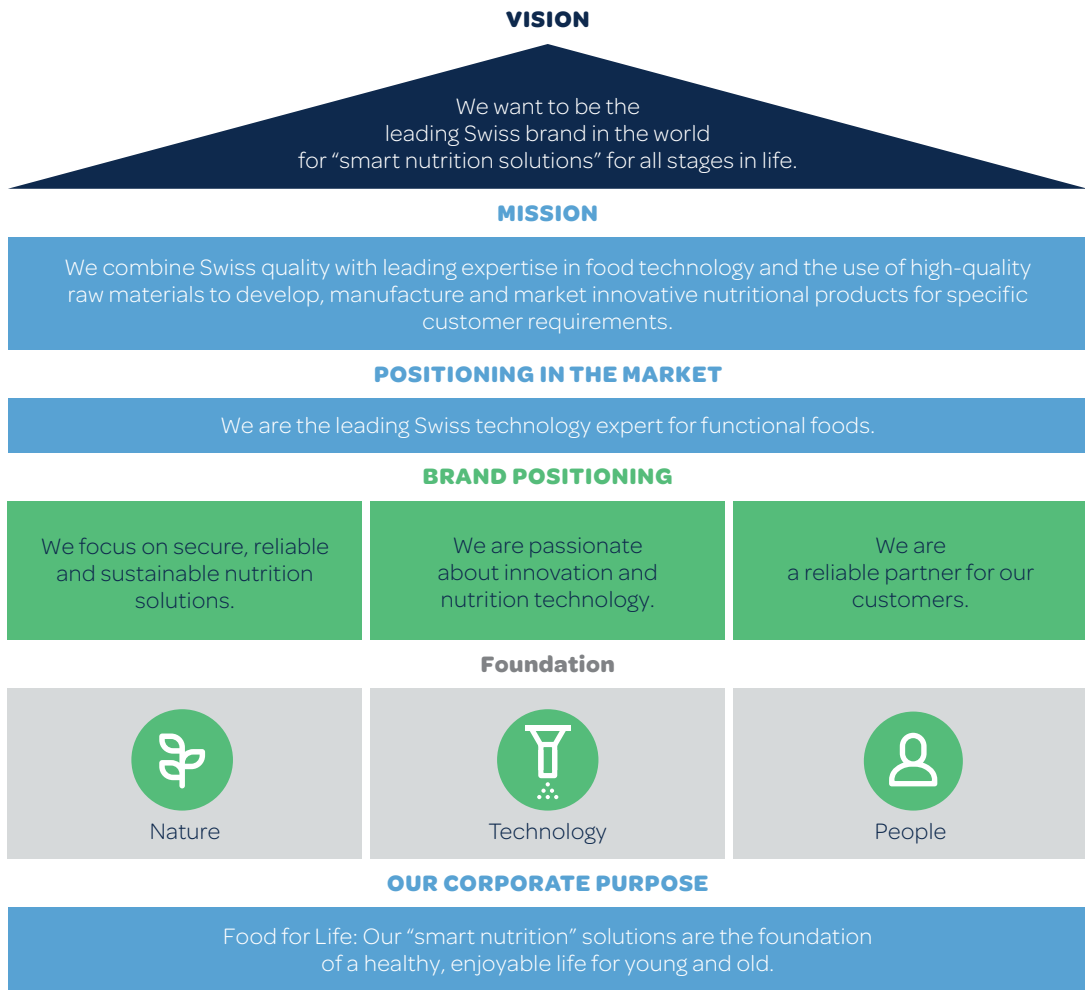 VISION
We want to be the
leading Swiss brand in the world
for “smart nutrition solutions” for all stages in life.
MISSION
We combine Swiss quality with leading expertise in food technology and the use of high-quality
raw materials to develop, manufacture and market innovative nutritional products for specific
customer requirements.
POSITIONING IN THE MARKET
We are the leading Swiss technology expert for functional foods.
BRAND POSITIONING
We focus on secure, reliable
and sustainable nutrition
solutions.
We are passionate
about innovation and
nutrition technology.
We are
a reliable partner for our
customers.
Foundation
Nature
Technology
People
OUR CORPORATE PURPOSE
Food for Life: Our “smart nutrition” solutions are the foundation
of a healthy, enjoyable life for young and old.